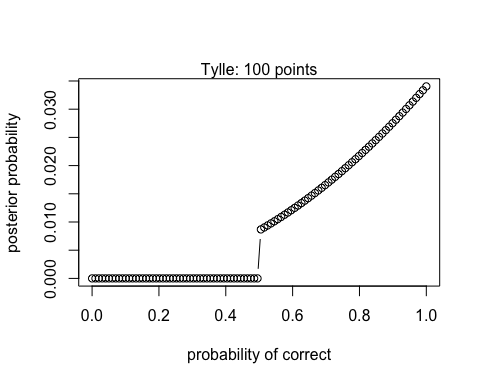 Tylle: 100 points
posterior probability
0.030
0.020
0.010
0.000
0.0 0.2 0.4 0.6 0.8 1.0
probability of correct